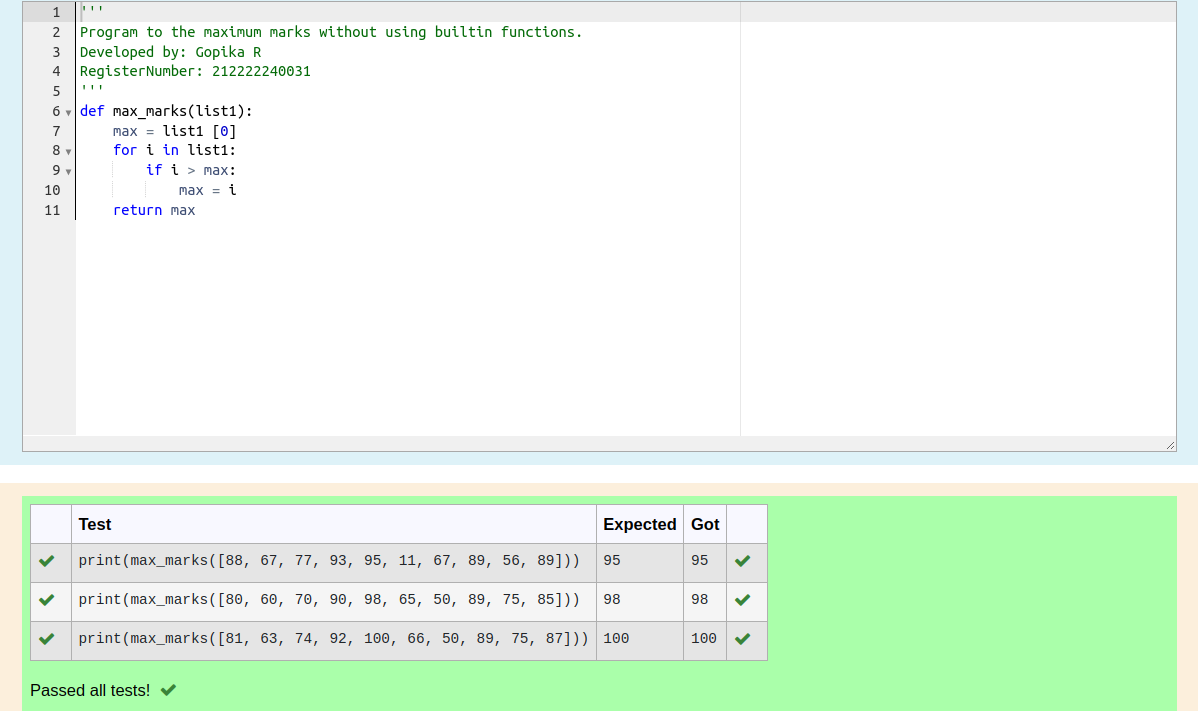 1 '''
2 Program to the maximum marks without using builtin functions.
3 Developed by: Gopika R
4 RegisterNumber: 212222240031
5 '''
6 def max_marks(list1):
7     max = list1 [0]
8     for i in list1:
9         if i > max:
10             max = i
11     return max
Test Expected Got
print(max_marks([88, 67, 77, 93, 95, 11, 67, 89, 56, 89])) 95 95
print(max_marks([80, 60, 70, 90, 98, 65, 50, 89, 75, 85])) 98 98
print(max_marks([81, 63, 74, 92, 100, 66, 50, 89, 75, 87])) 100 100
Passed all tests!